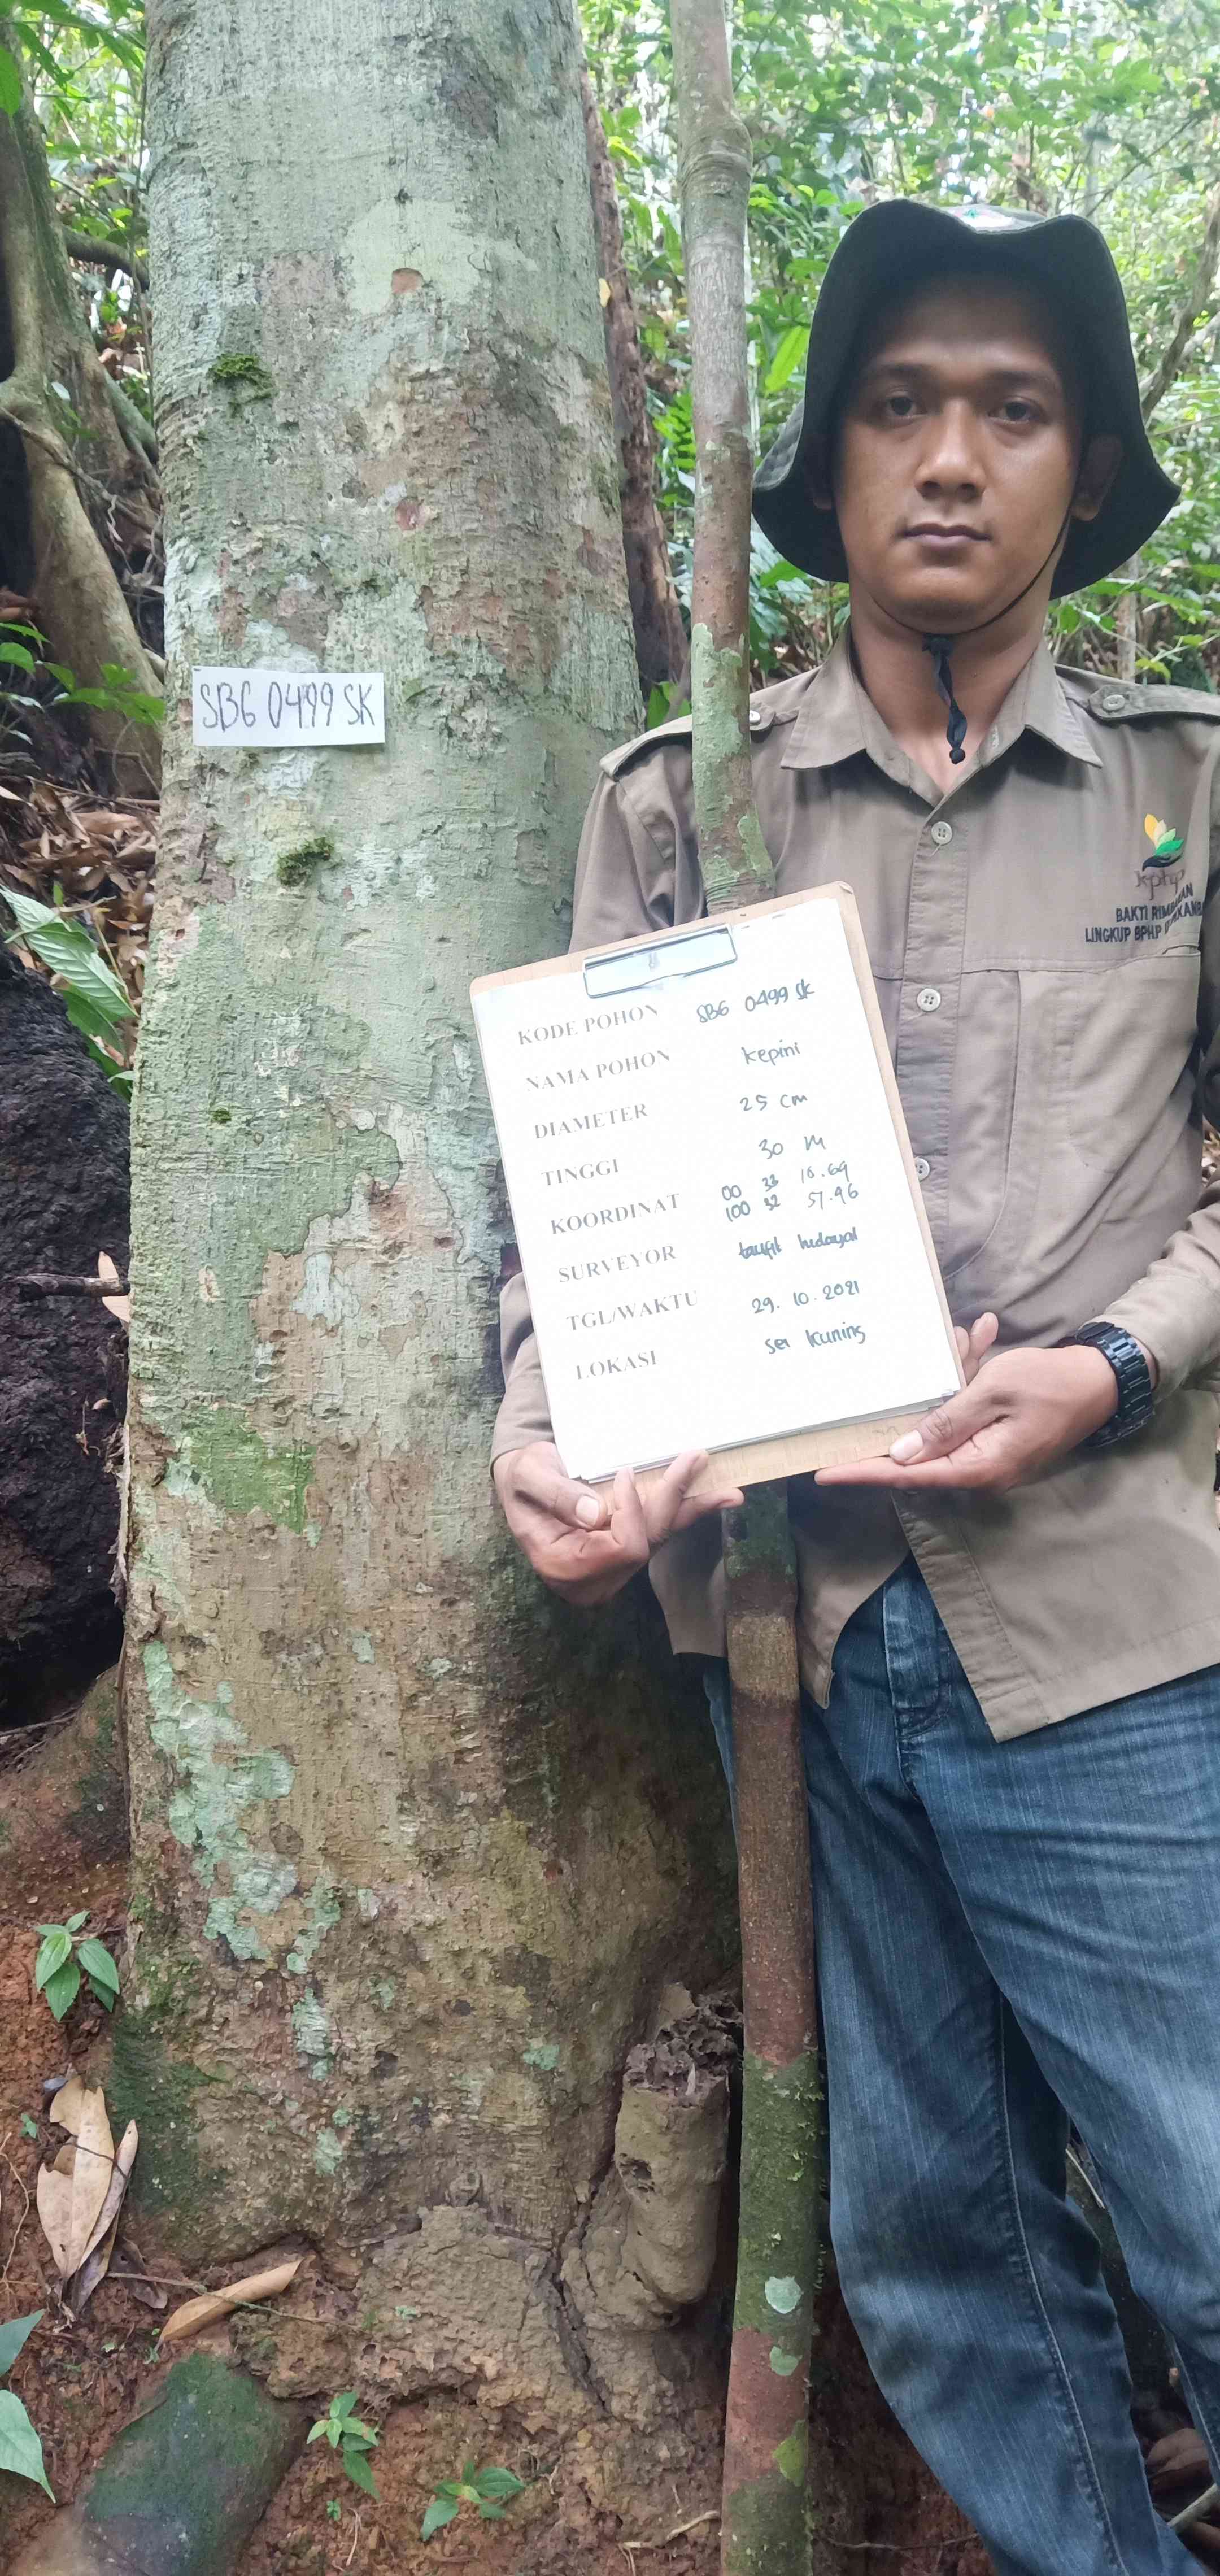 SBG 0499 SK
kphp
BAKTI RIMBAWAN
LINGKUP BPHP
KODE POHON SBG 0499 SK
NAMA POHON kepini
DIAMETER 25 cm
TINGGI 30 M
KOORDINAT 00 33 16.69
100 32 57.96
SURVEYOR taufik hidayat
TGL/WAKTU 29.10.2021
LOKASI sei kuning